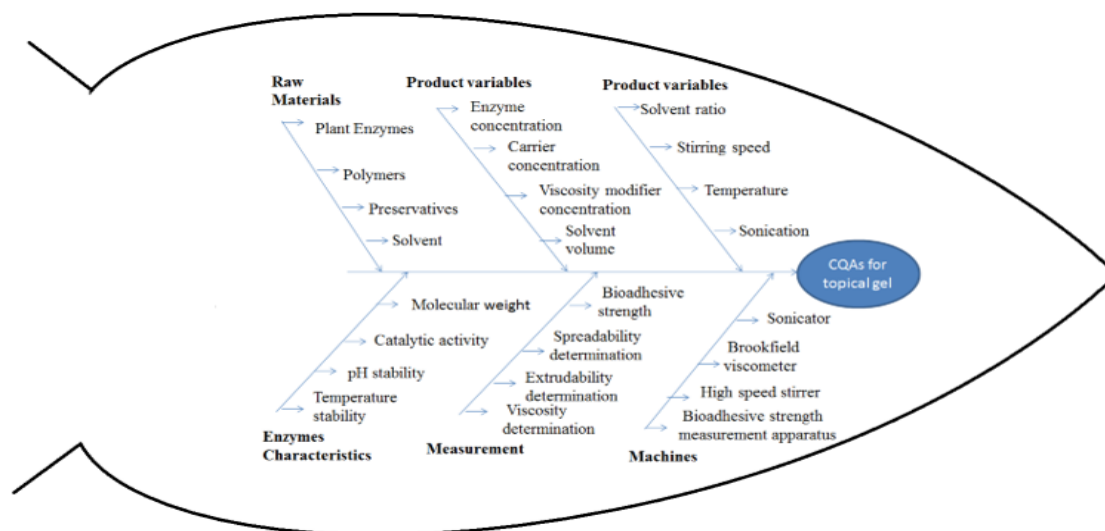 Raw
Materials
Plant Enzymes
Polymers
Preservatives
Solvent
Product variables
Enzyme
concentration
Carrier
concentration
Viscosity modifier
concentration
Solvent
volume
Product variables
Solvent ratio
Stirring speed
Temperature
Sonication
CQAs for
topical gel
Molecular weight
Catalytic activity
pH stability
Temperature
stability
Enzymes
Characteristics
Bioadhesive
strength
Spreadability
determination
Extrudability
determination
Viscosity
determination
Measurement
Sonicator
Brookfield
viscometer
High speed stirrer
Bioadhesive strength
measurement apparatus
Machines